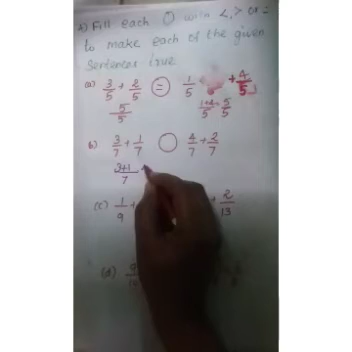 2) Fill each ◯ with <, > or =
to make each of the given
sentences true.
(a) 3/5 + 2/5 = 1/5 + 4/5
5/5 1+4/5 5/5
(b) 3/7 + 1/7 ◯ 4/7 + 2/7
3+1/7
(c) 1/9 + + 2/13
(d)